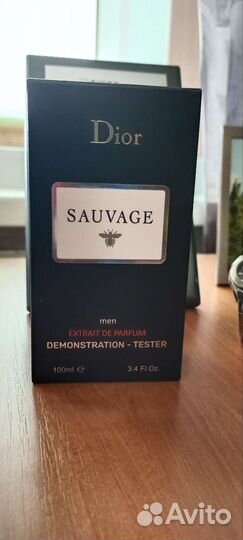 Dior
SAUVAGE
men
EXTRAIT DE PARFUM
DEMONSTRATION - TESTER
100ml ℮ 3.4 Fl.Oz.
Avito